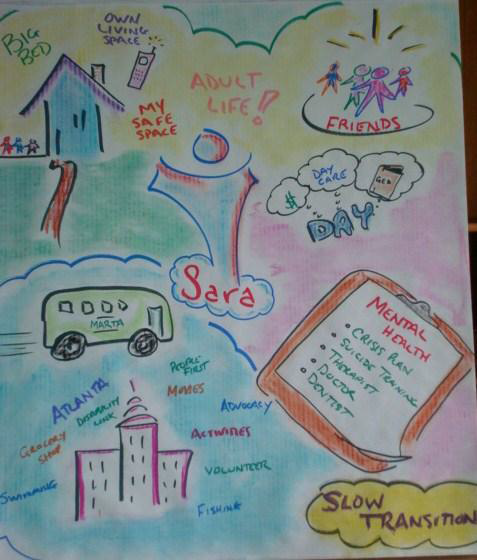 BIG
BED
OWN
LIVING
SPACE
MY
SAFE
SPACE
ADULT
LIFE!
FRIENDS
$
DAY
CARE
GED
DAY
Sara
MARTA
MENTAL
HEALTH
• CRISIS PLAN
• SUICIDE TRAINING
• THERAPIST
• DOCTOR
• DENTIST
PEOPLE
FIRST
ATLANTA
DISABILITY
LINK
MOVIES
ADVOCACY
GROCERY
SHOP
ACTIVITIES
VOLUNTEER
SWIMMING
FISHING
SLOW
TRANSITION